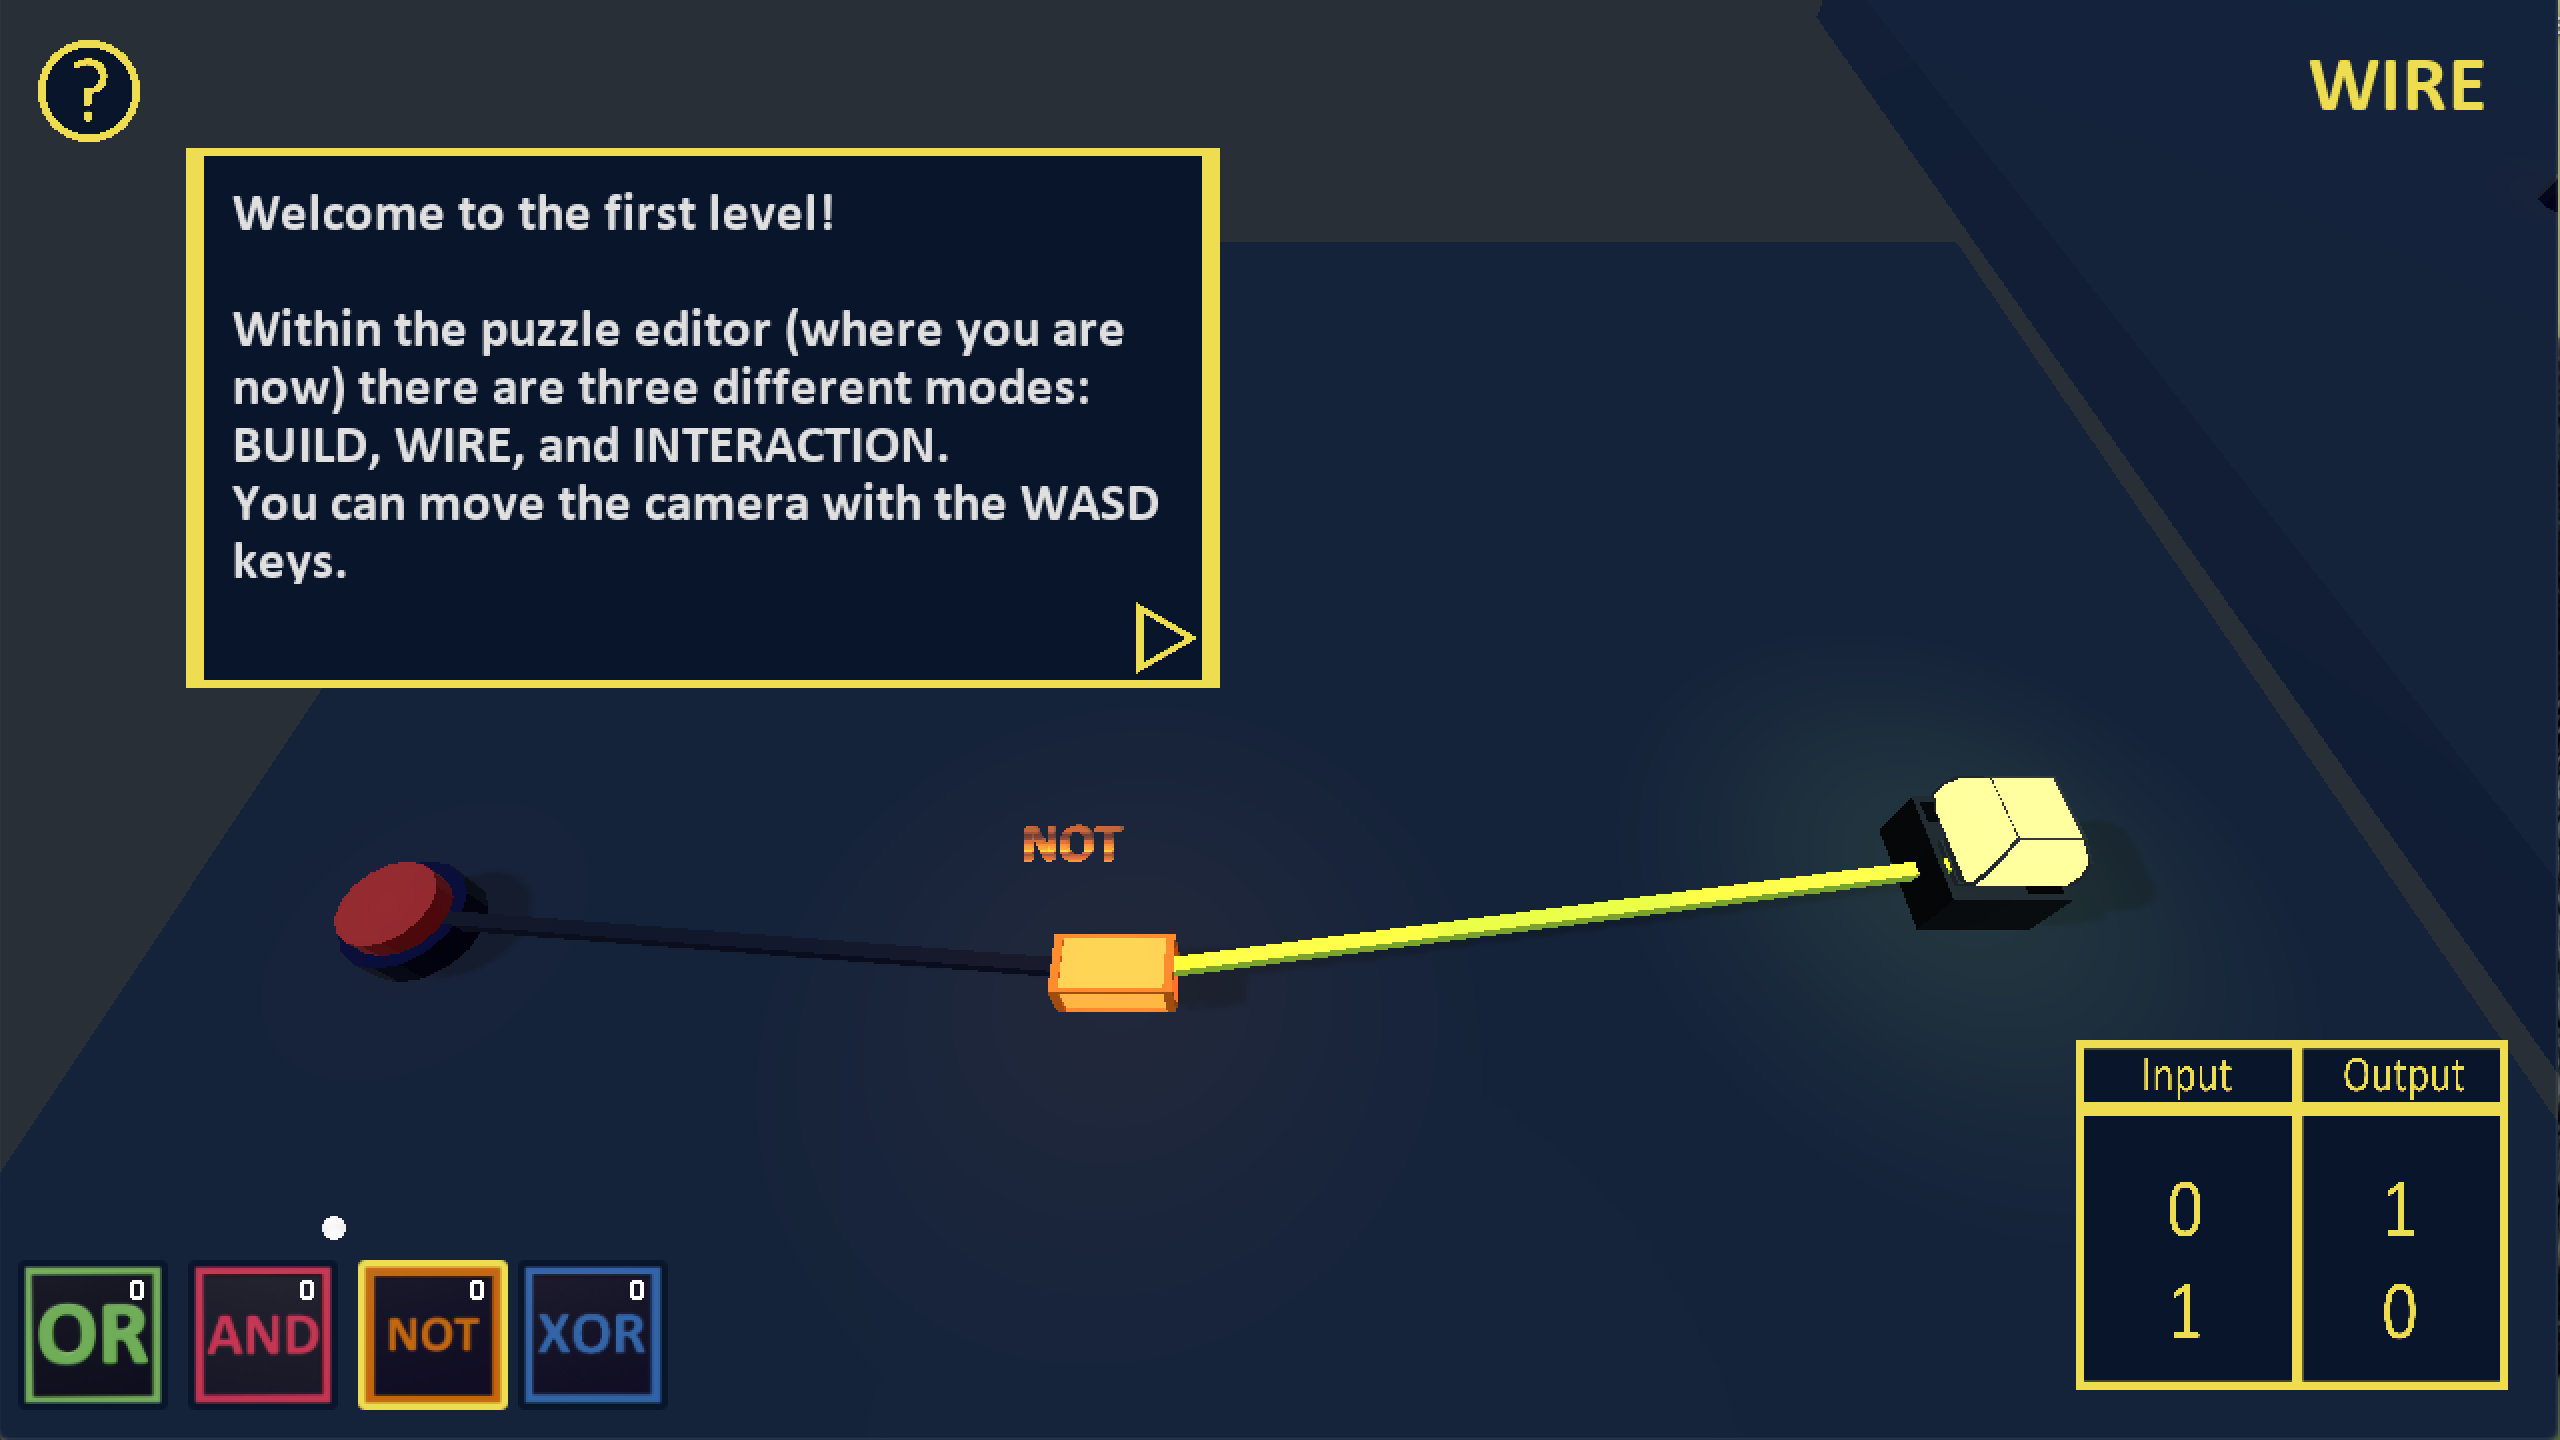 ?
WIRE
Welcome to the first level!
Within the puzzle editor (where you are
now) there are three different modes:
BUILD, WIRE, and INTERACTION.
You can move the camera with the WASD
keys.
NOT
Input Output
0 1
1 0
0 0 0 0
OR AND NOT XOR